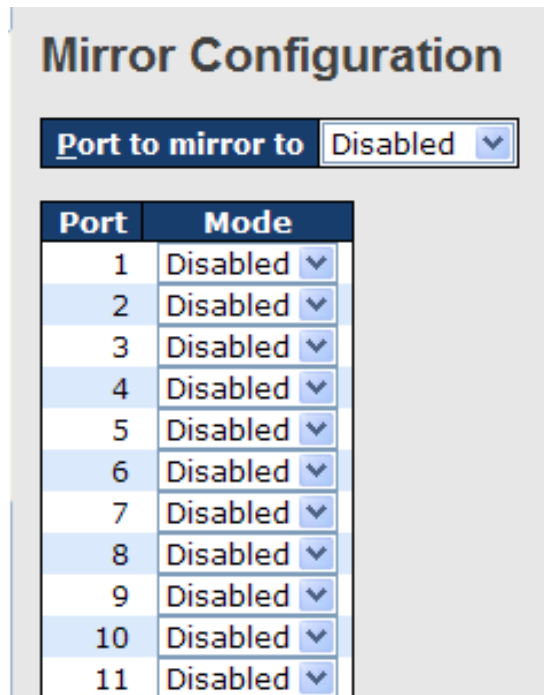 Mirror Configuration
Port to mirror to Disabled
Port Mode
1 Disabled
2 Disabled
3 Disabled
4 Disabled
5 Disabled
6 Disabled
7 Disabled
8 Disabled
9 Disabled
10 Disabled
11 Disabled